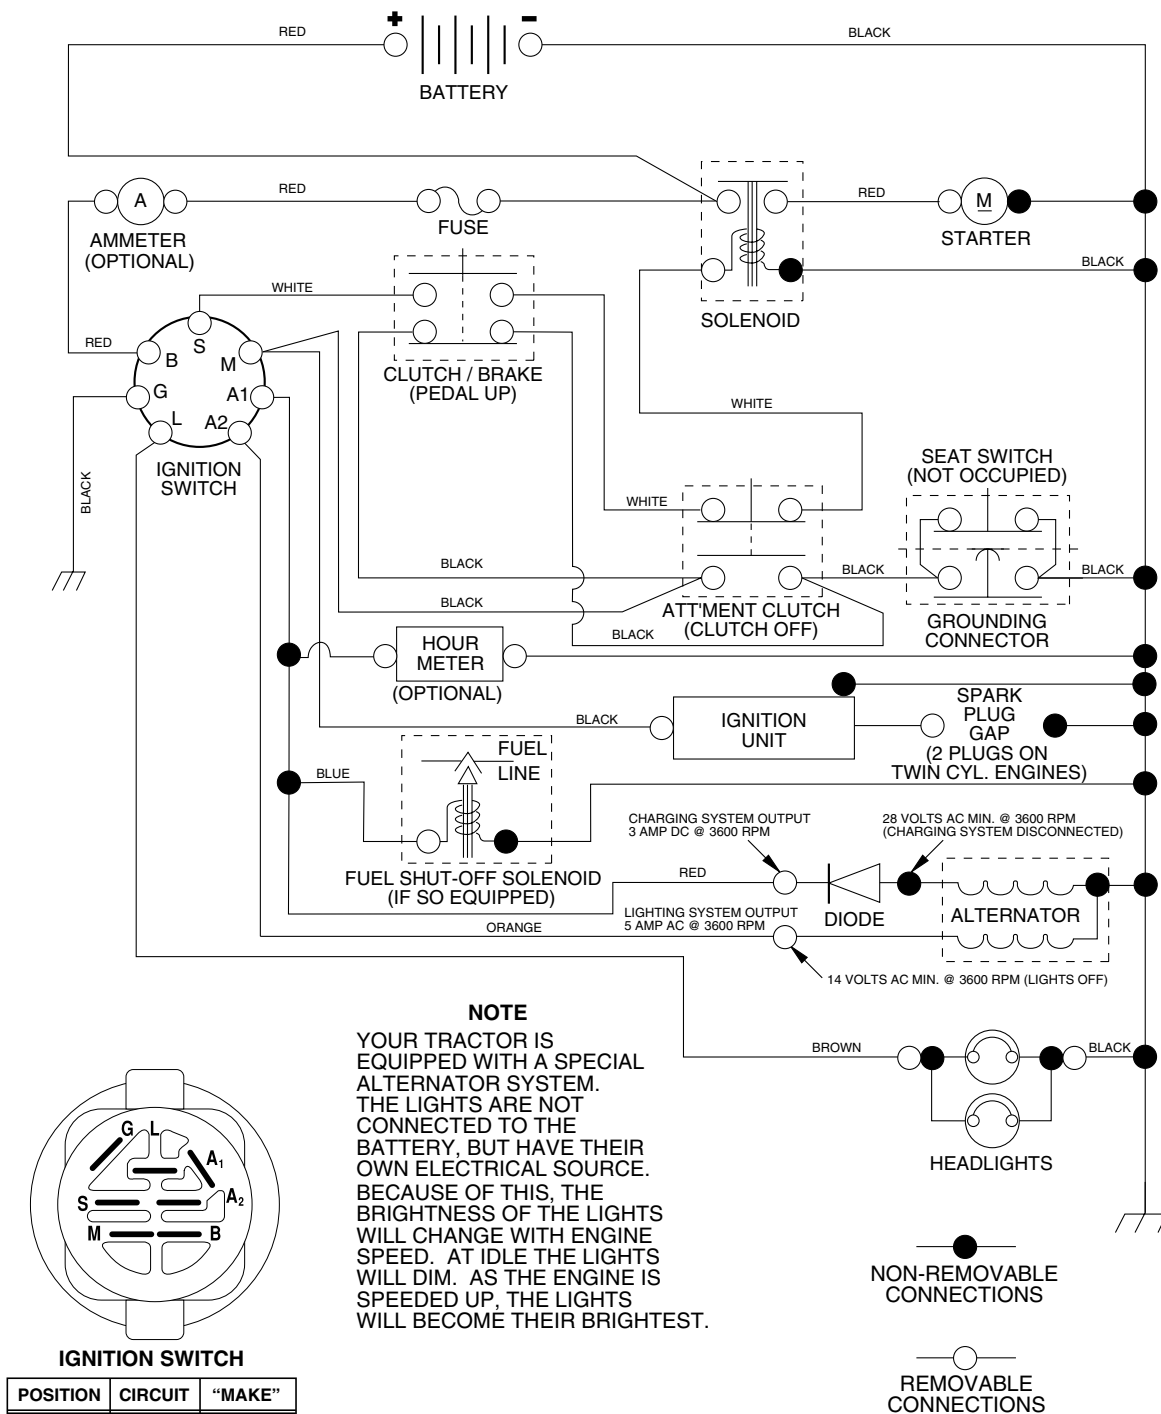 + −
RED
BLACK
BATTERY
A
RED
FUSE
RED
M
AMMETER
(OPTIONAL)
STARTER
BLACK
SOLENOID
WHITE
RED
S
B
M
G
A1
L
A2
CLUTCH / BRAKE
(PEDAL UP)
IGNITION
SWITCH
BLACK
WHITE
SEAT SWITCH
(NOT OCCUPIED)
WHITE
BLACK
BLACK
BLACK
BLACK
ATT'MENT CLUTCH
(CLUTCH OFF)
GROUNDING
CONNECTOR
BLACK
HOUR
METER
(OPTIONAL)
BLACK
IGNITION
UNIT
SPARK
PLUG
GAP
(2 PLUGS ON
TWIN CYL. ENGINES)
BLUE
FUEL
LINE
FUEL SHUT-OFF SOLENOID
(IF SO EQUIPPED)
CHARGING SYSTEM OUTPUT
3 AMP DC @ 3600 RPM
28 VOLTS AC MIN. @ 3600 RPM
(CHARGING SYSTEM DISCONNECTED)
RED
DIODE
ALTERNATOR
LIGHTING SYSTEM OUTPUT
5 AMP AC @ 3600 RPM
ORANGE
14 VOLTS AC MIN. @ 3600 RPM (LIGHTS OFF)
BROWN
BLACK
HEADLIGHTS
NOTE
YOUR TRACTOR IS
EQUIPPED WITH A SPECIAL
ALTERNATOR SYSTEM.
THE LIGHTS ARE NOT
CONNECTED TO THE
BATTERY, BUT HAVE THEIR
OWN ELECTRICAL SOURCE.
BECAUSE OF THIS, THE
BRIGHTNESS OF THE LIGHTS
WILL CHANGE WITH ENGINE
SPEED. AT IDLE THE LIGHTS
WILL DIM. AS THE ENGINE IS
SPEEDED UP, THE LIGHTS
WILL BECOME THEIR BRIGHTEST.
G L
A1
S
A2
M
B
IGNITION SWITCH
POSITION CIRCUIT “MAKE”
NON-REMOVABLE
CONNECTIONS
REMOVABLE
CONNECTIONS